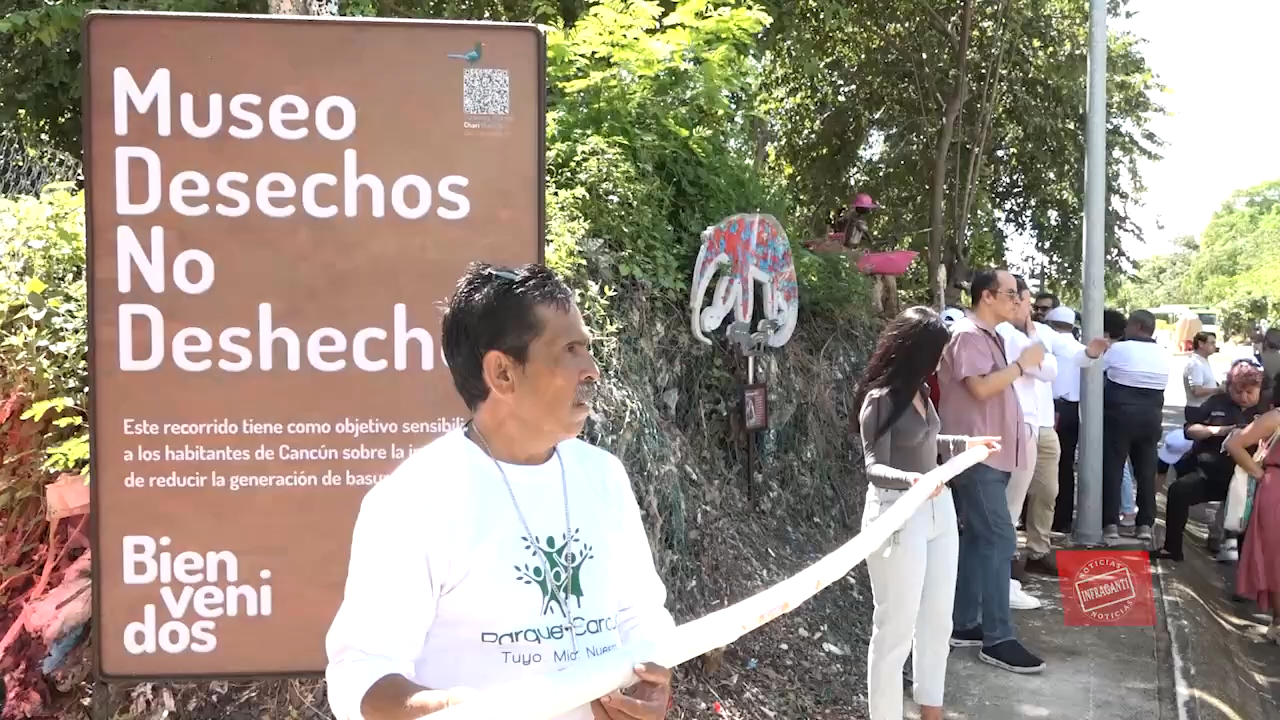 Museo
Desechos
No
Deshech
Este recorrido tiene como objetivo sensibili
a los habitantes de Cancún sobre la
de reducir la generación de basu
Bien
veni
dos
Parque Canc
Tuyo Mío Nues
NOTICIAS
INFRAGANTI
NOTICIAS